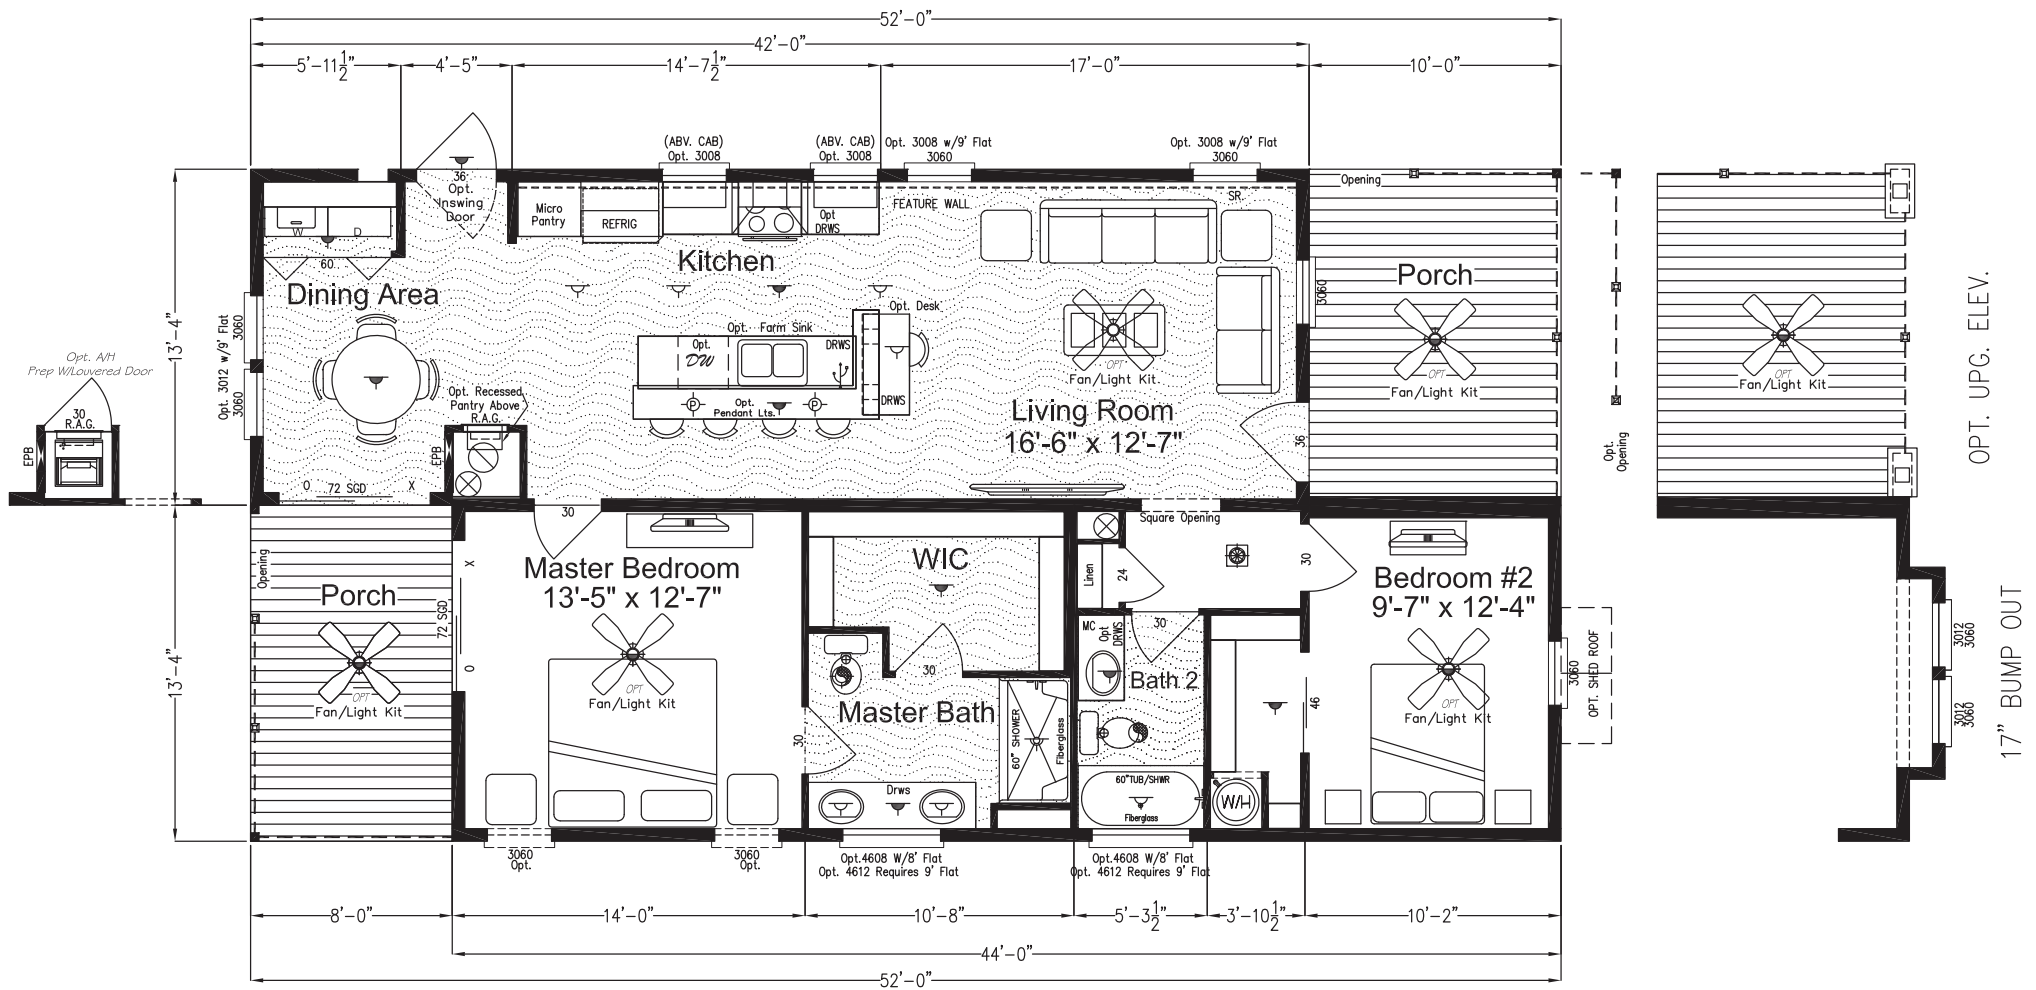 52'-0"
42'-0"
5'-11½"
4'-5"
14'-7½"
17'-0"
10'-0"
(ABV. CAB)
Opt. 3008
(ABV. CAB)
Opt. 3008
Opt. 3008 w/9' Flat
3060
Opt. 3008 w/9' Flat
3060
36
Opt.
Inswing
Door
Micro
Pantry
REFRIG
Opt
DRWS
FEATURE WALL
SR.
Opening
W
D
60
Kitchen
Dining Area
Porch
3060
Opt. Desk
Opt. Farm Sink
DRWS
Opt.
DW
DRWS
P
Opt.
Pendant Lts.
P
OPT
Fan/Light Kit
Living Room
16'-6" x 12'-7"
36
OPT
Fan/Light Kit
OPT
Fan/Light Kit
Opt.
Opening
OPT. UPG. ELEV.
13'-4"
Opt. 3012 w/9' Flat
3060
3060
Opt. A/H
Prep W/Louvered Door
30
R.A.G.
EPB
Opt. Recessed
Pantry Above
R.A.G.
EPB
O
72 SGD
X
30
Square Opening
13'-4"
Opening
Porch
OPT
Fan/Light Kit
X
72 SGD
O
Master Bedroom
13'-5" x 12'-7"
OPT
Fan/Light Kit
WIC
30
Master Bath
30
60" SHOWER
Fiberglass
Drws
Linen
24
30
MC
Opt
DRWS
30
Bath 2
60"TUB/SHWR
Fiberglass
W/H
46
Bedroom #2
9'-7" x 12'-4"
OPT
Fan/Light Kit
3060
OPT. SHED ROOF
3012
3060
3012
3060
17" BUMP OUT
3060
Opt.
3060
Opt.
Opt.4608 W/8' Flat
Opt. 4612 Requires 9' Flat
Opt.4608 W/8' Flat
Opt. 4612 Requires 9' Flat
8'-0"
14'-0"
10'-8"
5'-3½"
3'-10½"
10'-2"
44'-0"
52'-0"